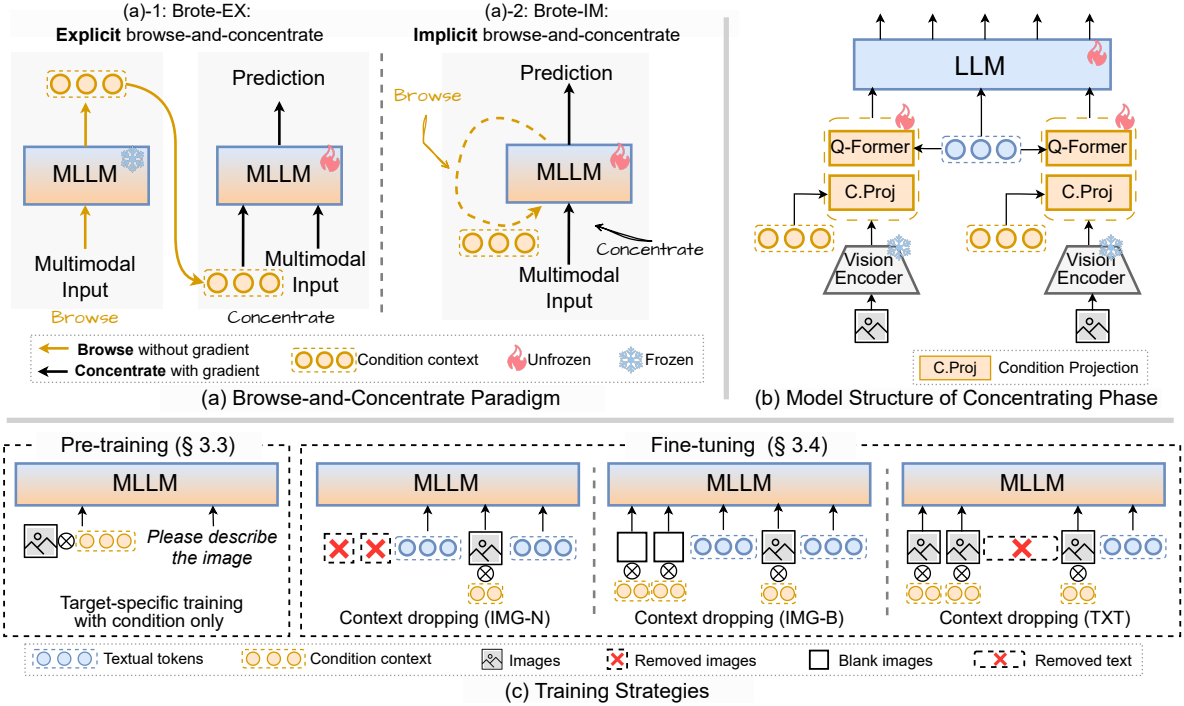 (a)-1: Brote-EX:
Explicit browse-and-concentrate
Prediction
MLLM
MLLM
Multimodal
Input
Multimodal
Input
Browse
Concentrate
(a)-2: Brote-IM:
Implicit browse-and-concentrate
Prediction
Browse
MLLM
Concentrate
Multimodal
Input
Browse without gradient
Concentrate with gradient
Condition context
Unfrozen
Frozen
(a) Browse-and-Concentrate Paradigm
LLM
Q-Former
Q-Former
C.Proj
C.Proj
Vision
Encoder
Vision
Encoder
C.Proj
Condition Projection
(b) Model Structure of Concentrating Phase
Pre-training (§ 3.3)
MLLM
Please describe
the image
Target-specific training
with condition only
Fine-tuning (§ 3.4)
MLLM
Context dropping (IMG-N)
MLLM
Context dropping (IMG-B)
MLLM
Context dropping (TXT)
Textual tokens
Condition context
Images
Removed images
Blank images
Removed text
(c) Training Strategies